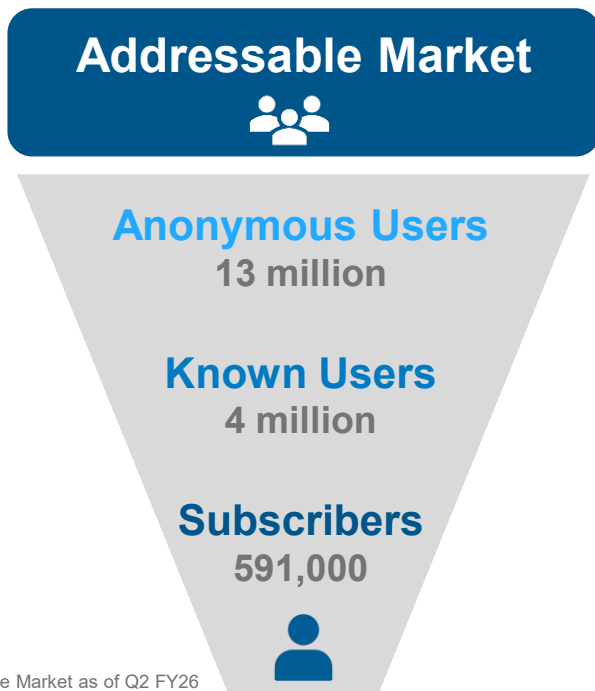 Addressable Market
Anonymous Users
13 million
Known Users
4 million
Subscribers
591,000
Market as of Q2 FY26